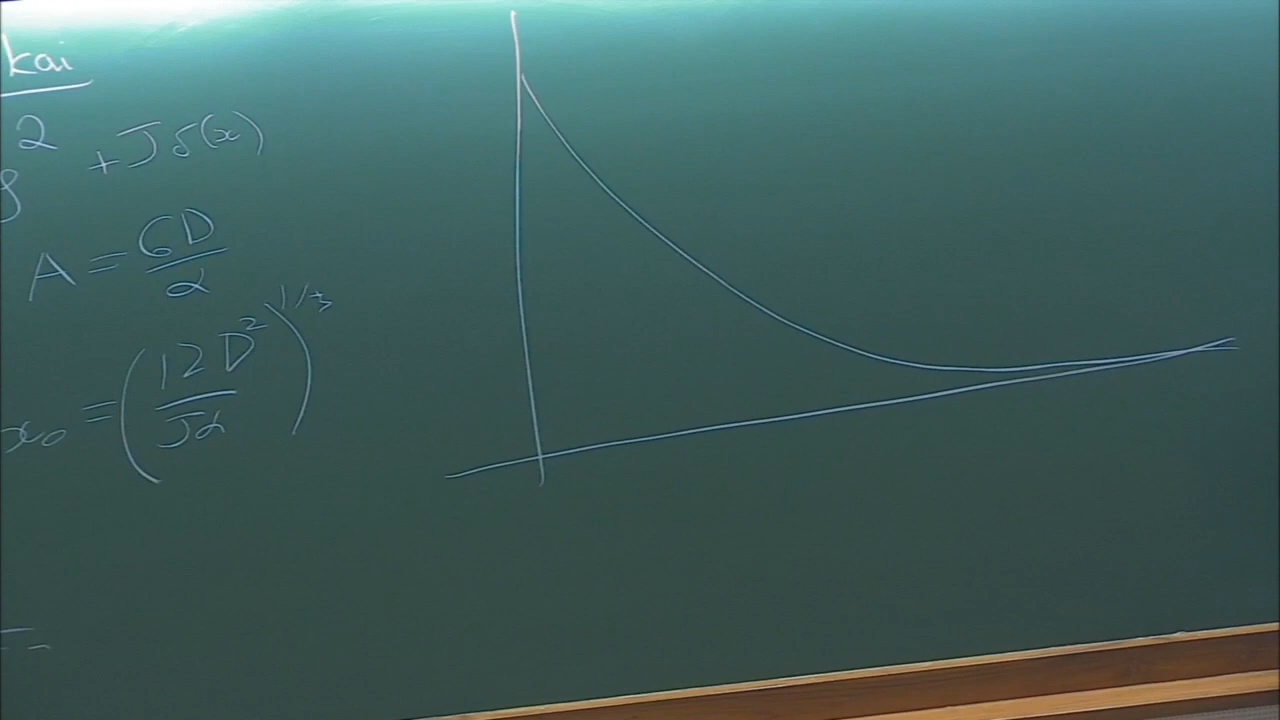 kai
2 + J δ(x)
A = 6D/α
x₀ = (12D²/Jα)^1/3